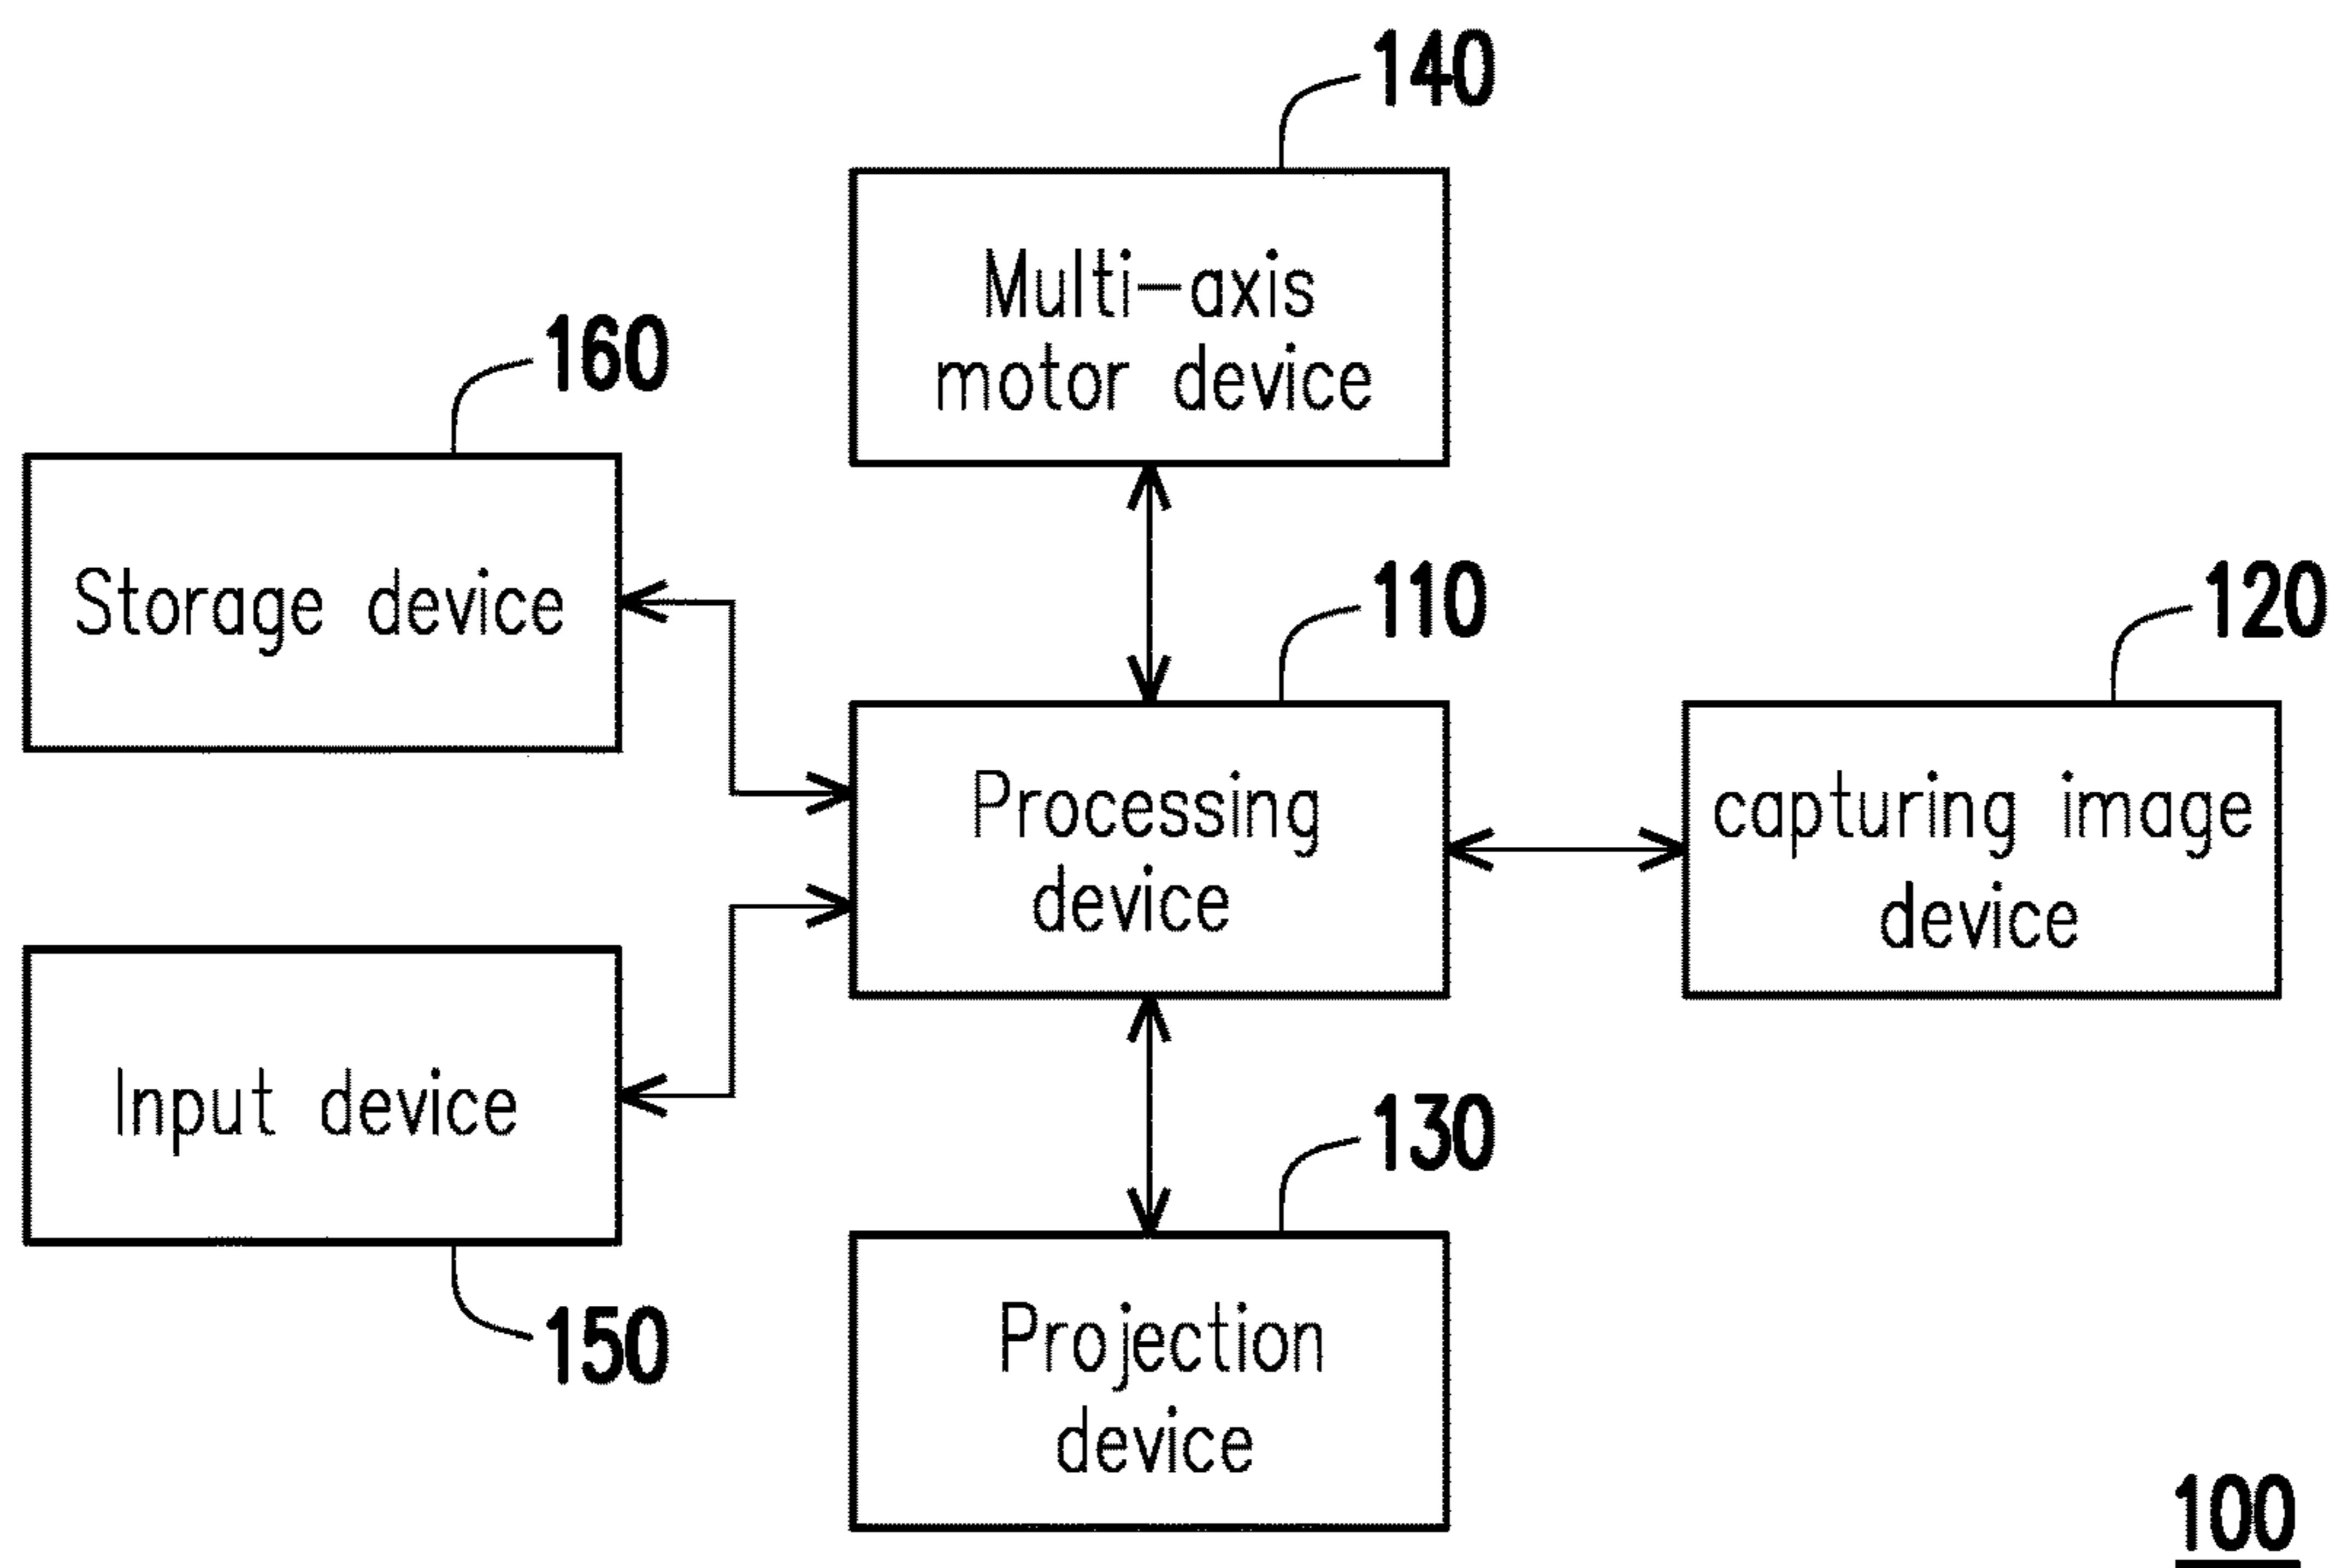 140
Multi-axis
motor device
160
Storage device
110
Processing
device
120
capturing image
device
Input device
150
130
Projection
device
100